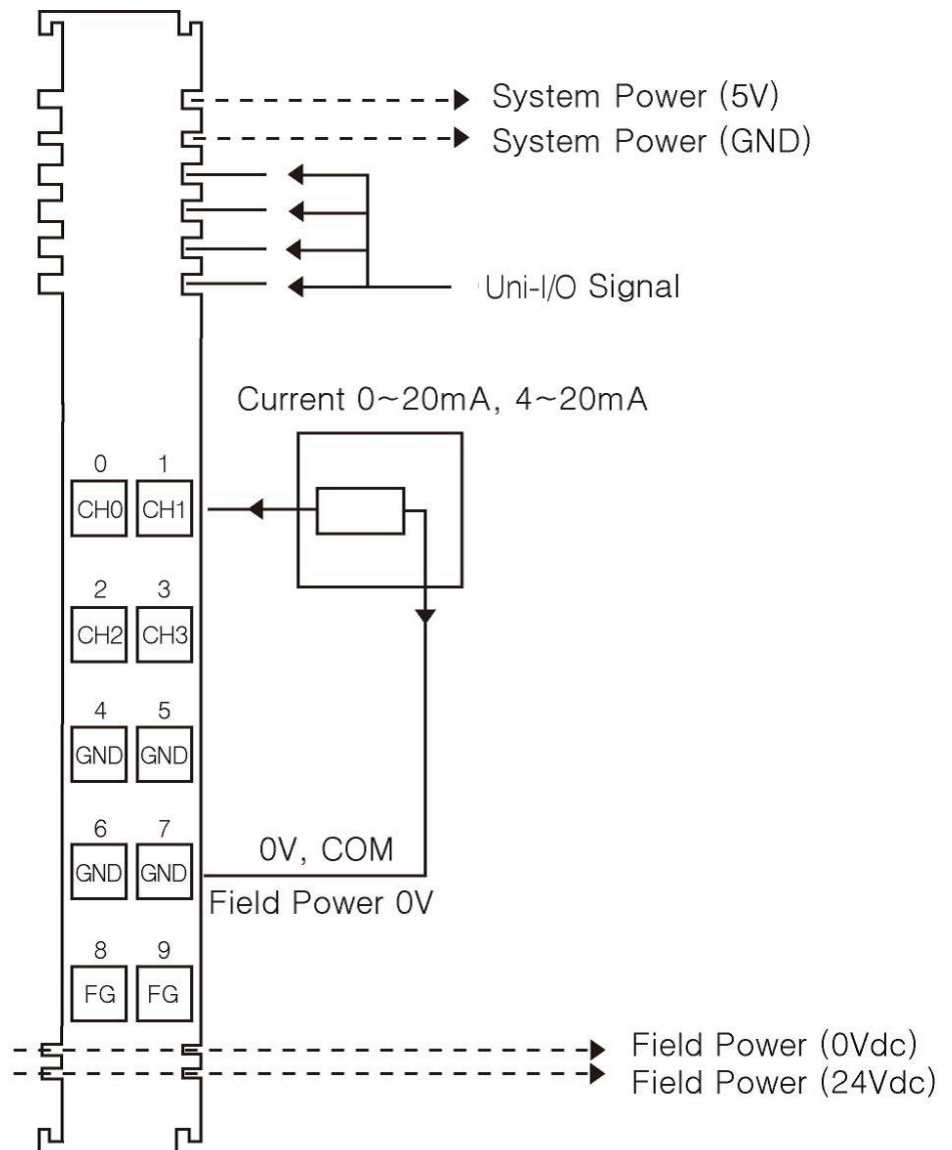 System Power (5V)
System Power (GND)
Uni-I/O Signal
Current 0~20mA, 4~20mA
0 1
CH0 CH1
2 3
CH2 CH3
4 5
GND GND
6 7
GND GND
0V, COM
Field Power 0V
8 9
FG FG
Field Power (0Vdc)
Field Power (24Vdc)